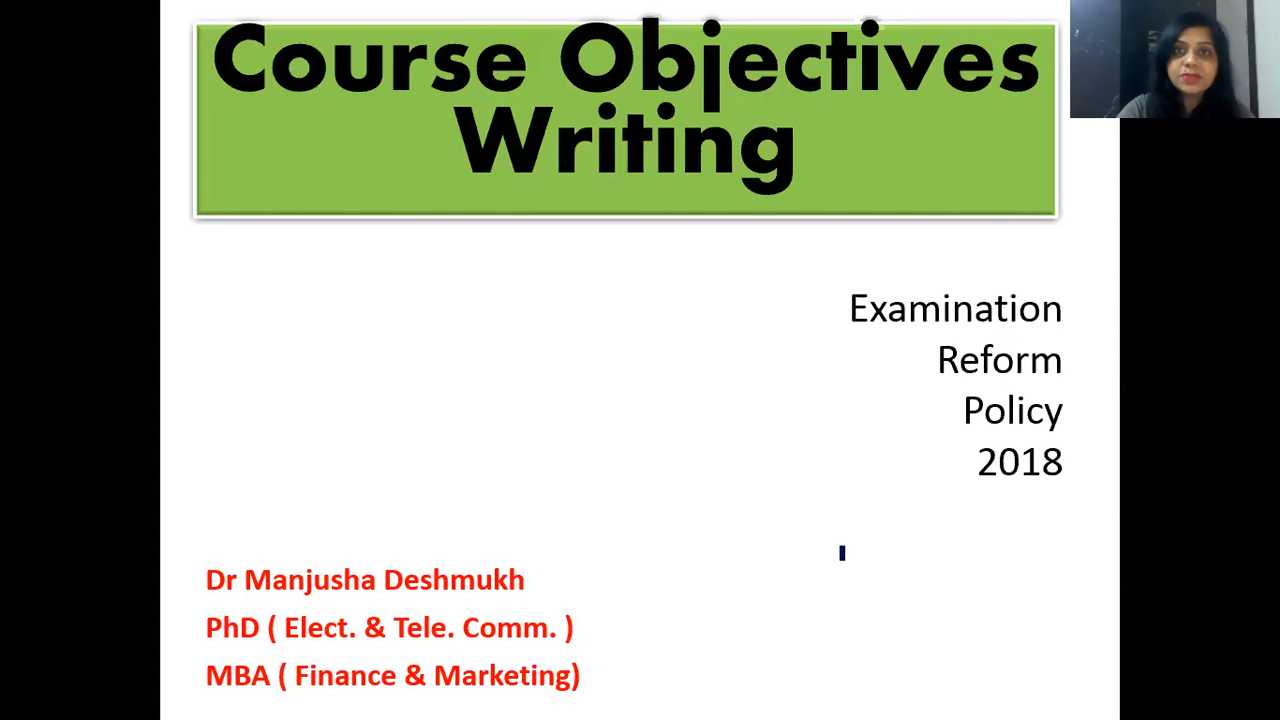 Course Objectives
Writing
Examination
Reform
Policy
2018
Dr Manjusha Deshmukh
PhD ( Elect. & Tele. Comm. )
MBA ( Finance & Marketing)